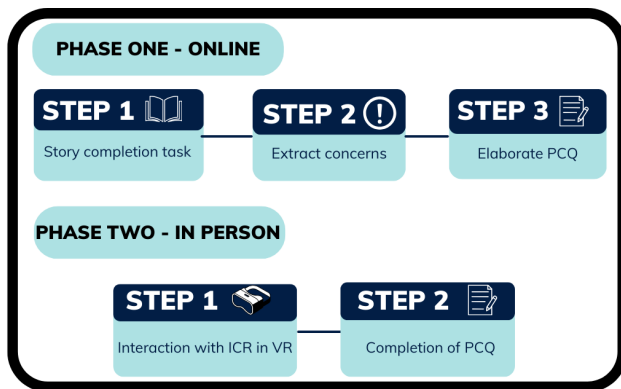 PHASE ONE - ONLINE
STEP 1
STEP 2
STEP 3
Story completion task
Extract concerns
Elaborate PCQ
PHASE TWO - IN PERSON
STEP 1
STEP 2
Interaction with ICR in VR
Completion of PCQ